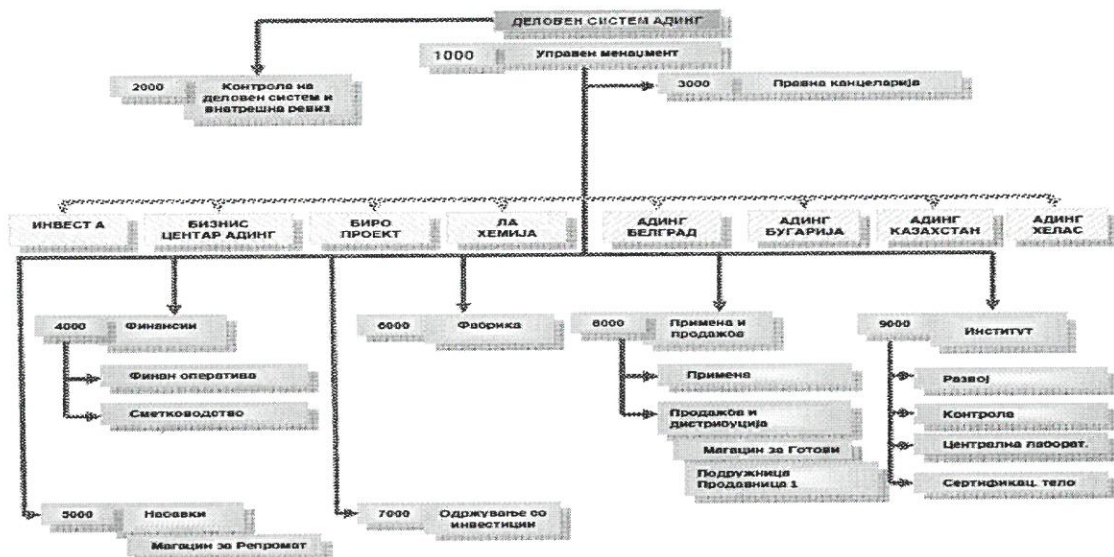 ДЕЛОВЕН СИСТЕМ АДИНГ
1000 Управен менаџмент
2000 Контрола на
деловен систем и
внатрешна ревиз
3000 Правна канцеларија
ИНВЕСТ А
БИЗНИС
ЦЕНТАР АДИНГ
БИРО
ПРОЕКТ
ЛА
ХЕМИЈА
АДИНГ
БЕЛГРАД
АДИНГ
БУГАРИЈА
АДИНГ
КАЗАХСТАН
АДИНГ
ХЕЛАС
4000 Финансии
Финан оператива
Сметководство
6000 Фабрика
8000 Примена и
продажба
Примена
Продажба и
дистрибуција
Магацин за Готови
Подружница
Продавница 1
9000 Институт
Развој
Контрола
Централна лаборат.
Сертификац. тело
5000 Набавки
Магацин за Репромат
7000 Одржување со
инвестиции